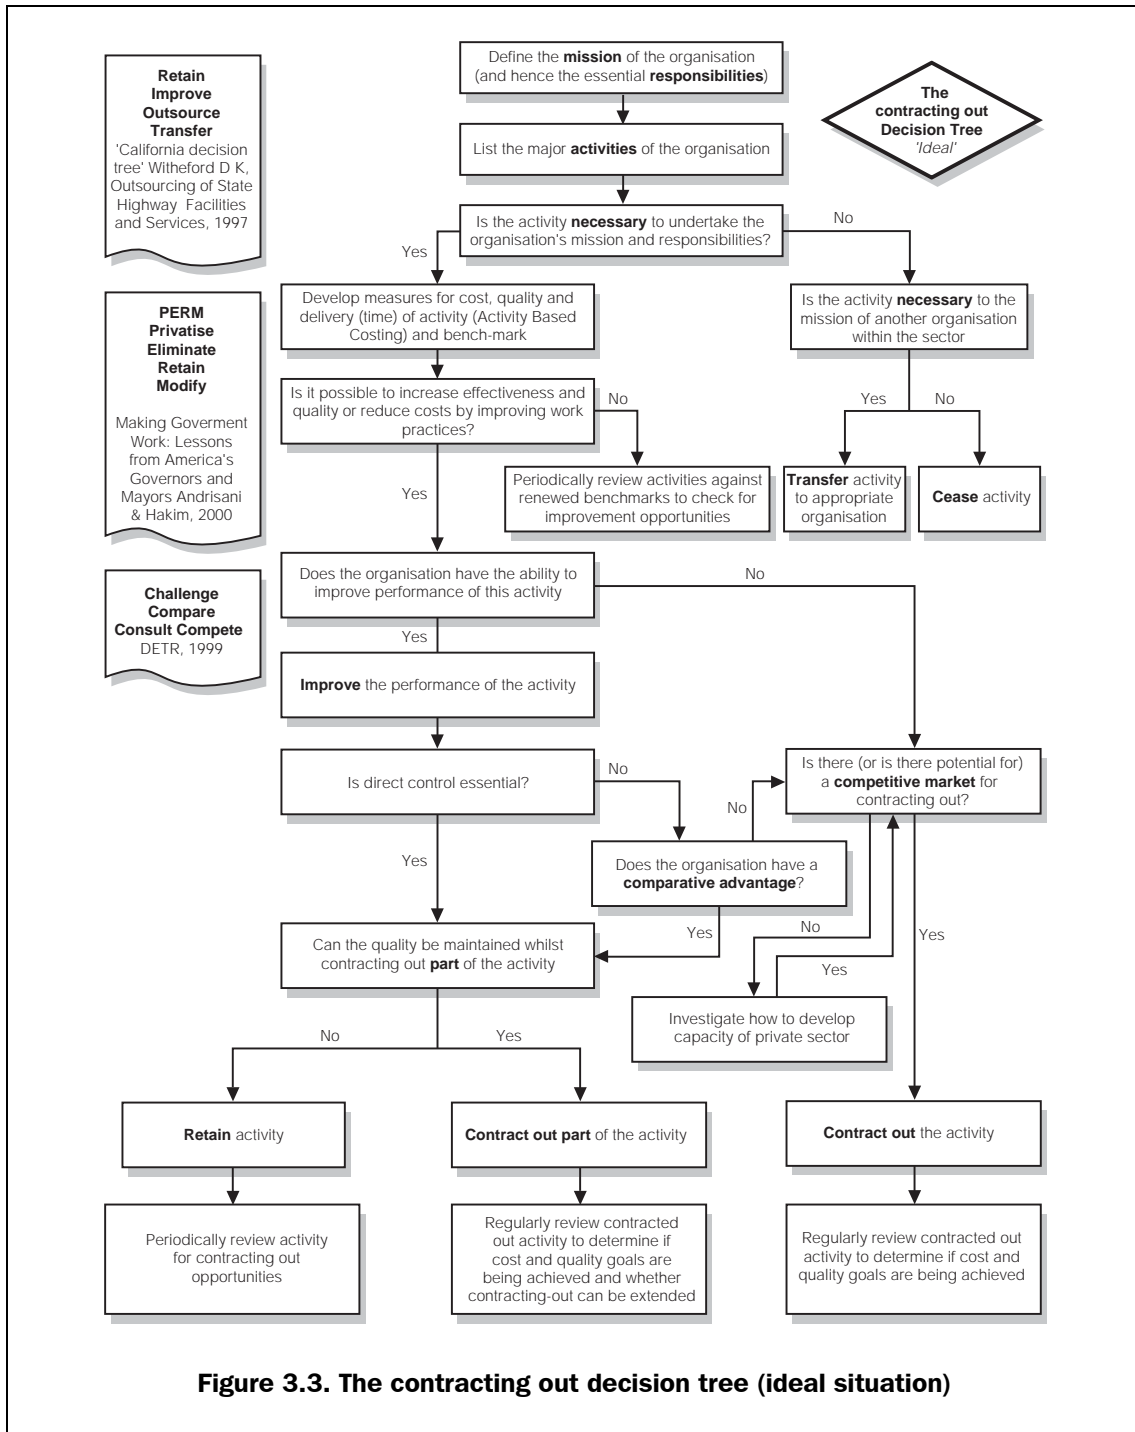 Retain
Improve
Outsource
Transfer
'California decision
tree' Witheford D K,
Outsourcing of State
Highway Facilities
and Services, 1997
PERM
Privatise
Eliminate
Retain
Modify
Making Goverment
Work: Lessons
from America's
Governors and
Mayors Andrisani
& Hakim, 2000
Challenge
Compare
Consult Compete
DETR, 1999
Define the mission of the organisation
(and hence the essential responsibilities)
The
contracting out
Decision Tree
'Ideal'
List the major activities of the organisation
Is the activity necessary to undertake the
organisation's mission and responsibilities?
No
Yes
Develop measures for cost, quality and
delivery (time) of activity (Activity Based
Costing) and bench-mark
Is the activity necessary to the
mission of another organisation
within the sector
Is it possible to increase effectiveness and
quality or reduce costs by improving work
practices?
No
Yes
No
Yes
Periodically review activities against
renewed benchmarks to check for
improvement opportunities
Transfer activity
to appropriate
organisation
Cease activity
Does the organisation have the ability to
improve performance of this activity
No
Yes
Improve the performance of the activity
Is direct control essential?
No
Is there (or is there potential for)
a competitive market for
contracting out?
No
Yes
Does the organisation have a
comparative advantage?
Yes
No
Yes
Yes
Can the quality be maintained whilst
contracting out part of the activity
Investigate how to develop
capacity of private sector
No
Yes
Retain activity
Contract out part of the activity
Contract out the activity
Periodically review activity
for contracting out
opportunities
Regularly review contracted
out activity to determine if
cost and quality goals are
being achieved and whether
contracting-out can be extended
Regularly review contracted out
activity to determine if cost and
quality goals are being achieved
Figure 3.3. The contracting out decision tree (ideal situation)